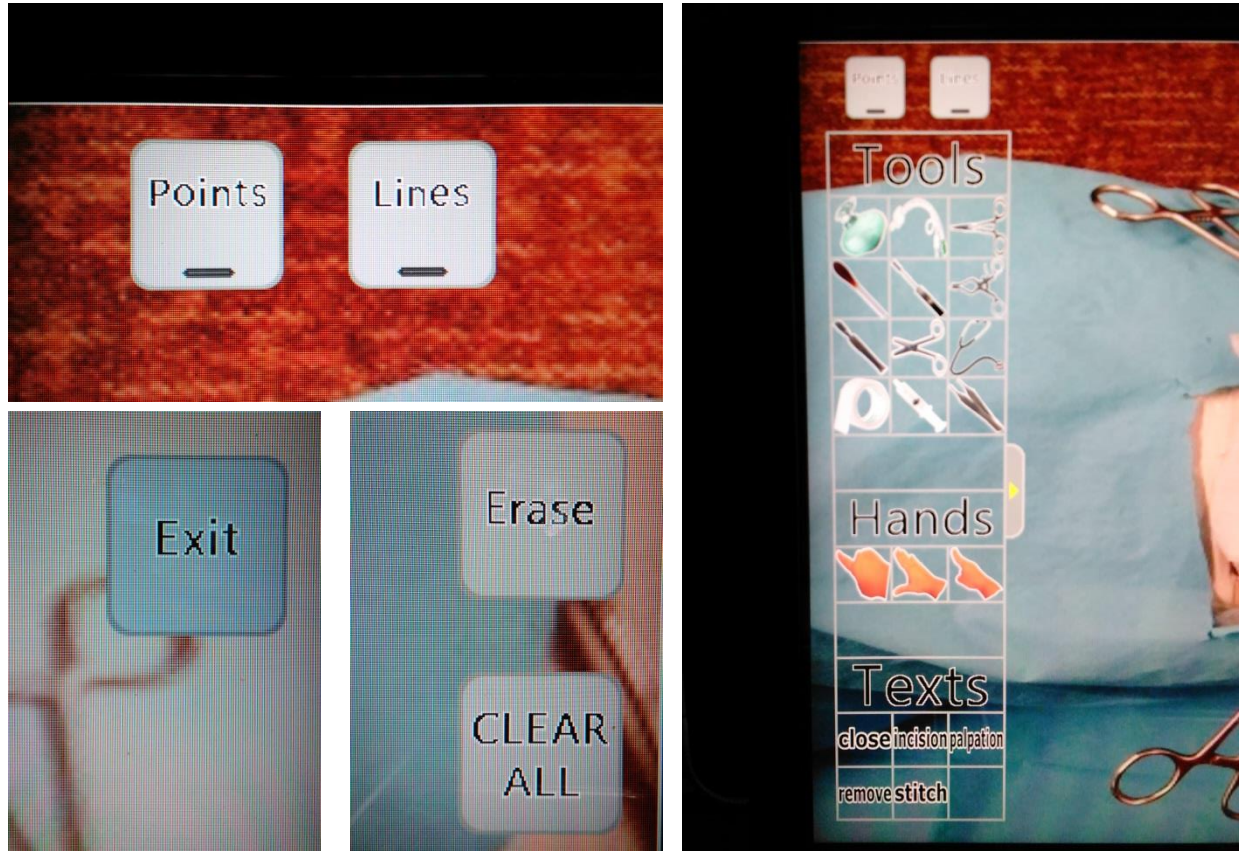 Points
Lines
Exit
Erase
CLEAR
ALL
Points
Lines
Tools
Hands
Texts
close incision palpation
remove stitch